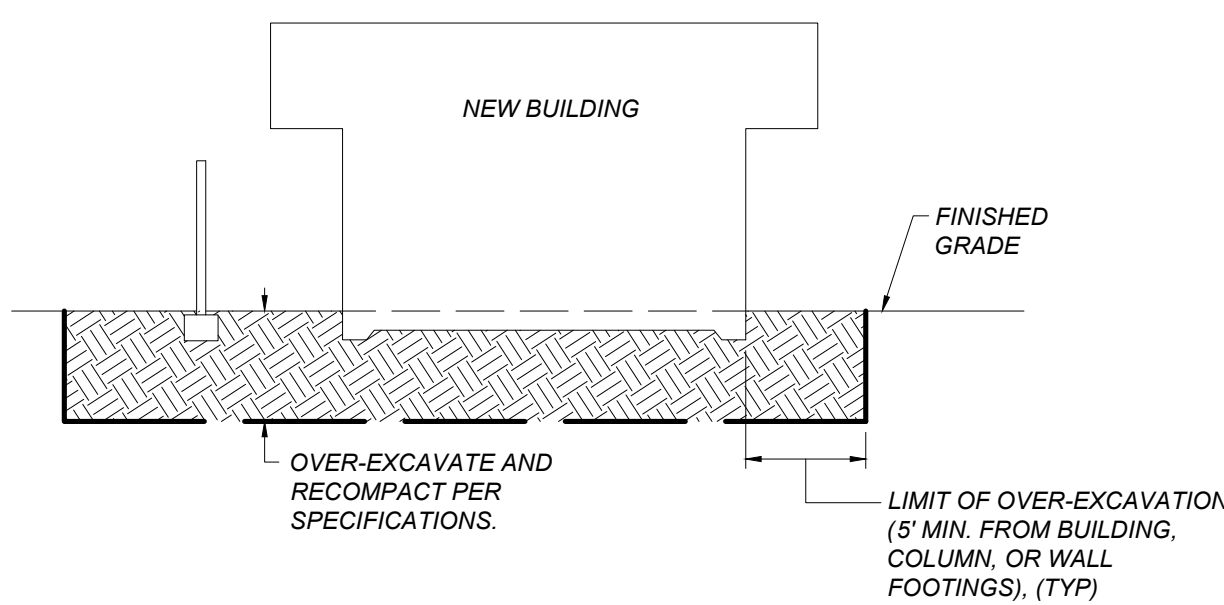 NEW BUILDING
FINISHED
GRADE
OVER-EXCAVATE AND
RECOMPACT PER
SPECIFICATIONS.
LIMIT OF OVER-EXCAVATION
(5' MIN. FROM BUILDING,
COLUMN, OR WALL
FOOTINGS), (TYP)